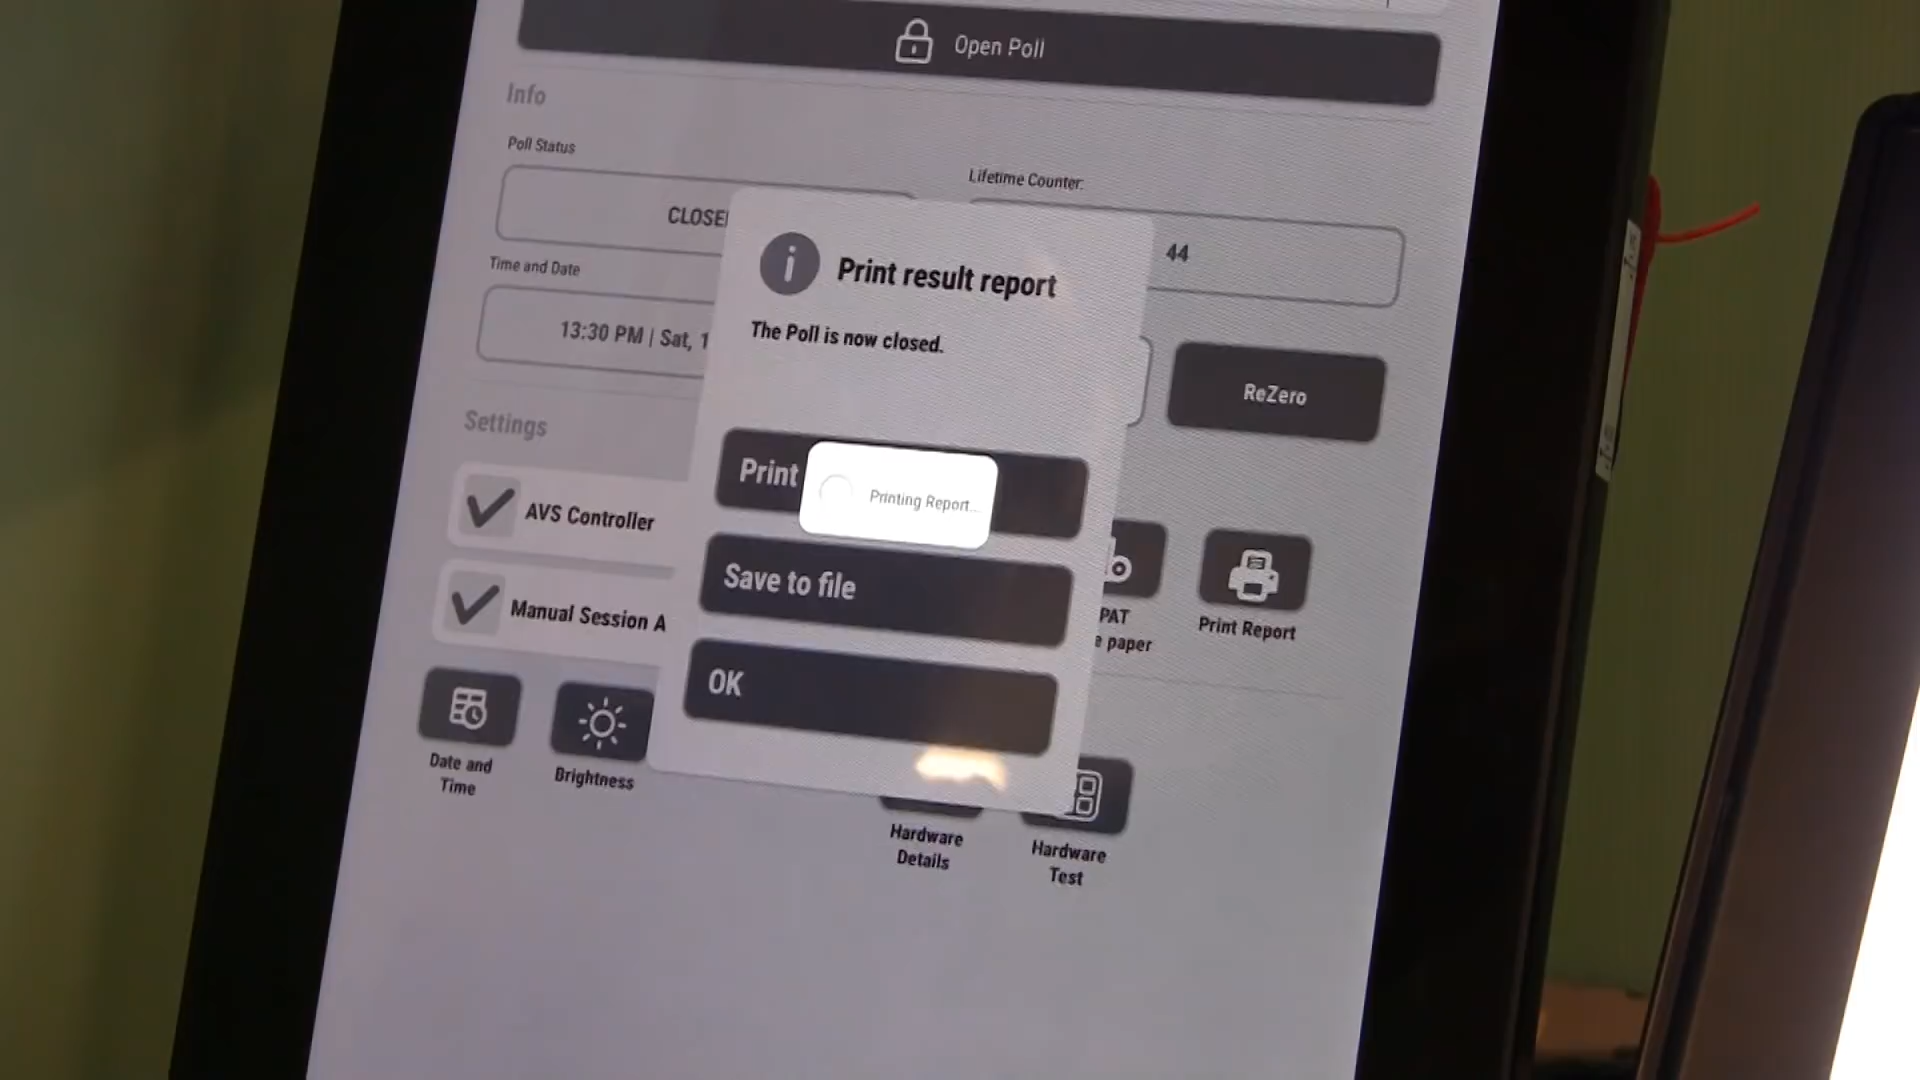 Open Poll
Info
Poll Status
Lifetime Counter:
CLOSE
44
Print result report
Time and Date
The Poll is now closed.
13:30 PM | Sat, 1
ReZero
Settings
Print
Printing Report...
AVS Controller
Save to file
Manual Session A
PAT
e paper
Print Report
OK
Date and
Time
Brightness
Hardware
Details
Hardware
Test